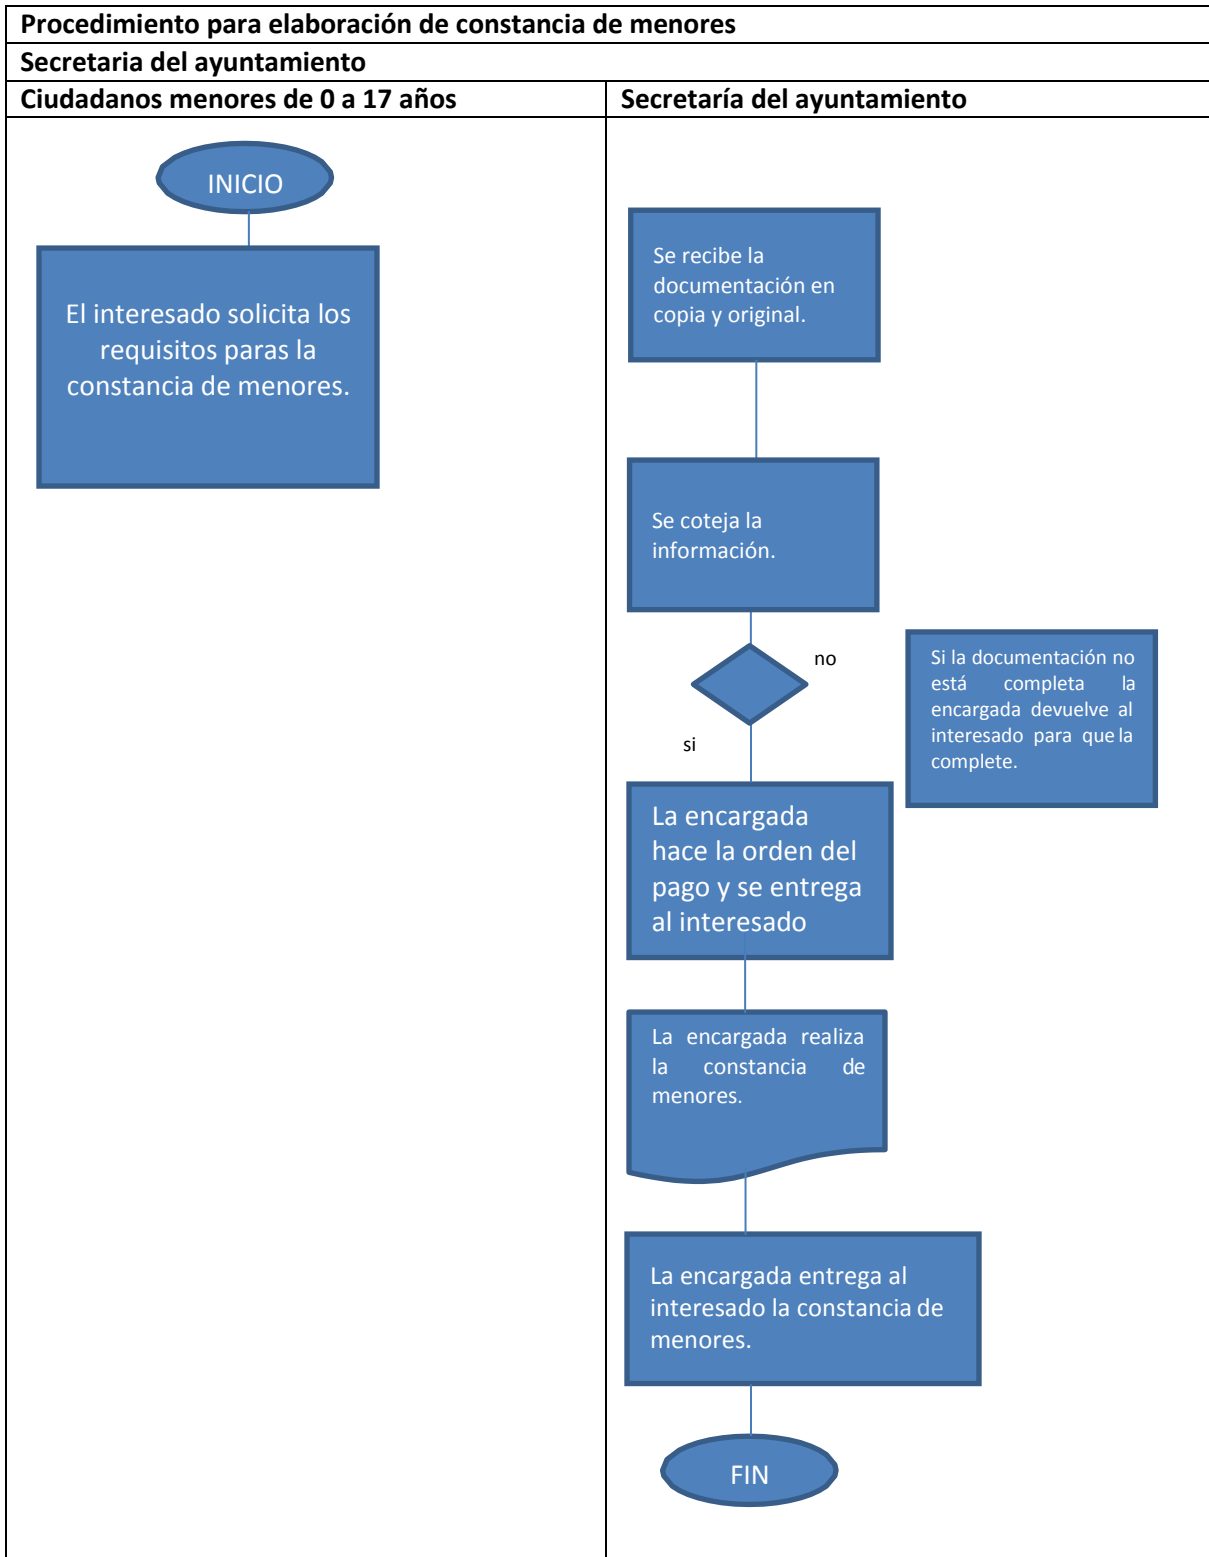 Procedimiento para elaboración de constancia de menores
Secretaria del ayuntamiento
Ciudadanos menores de 0 a 17 años
Secretaría del ayuntamiento
INICIO
El interesado solicita los
requisitos paras la
constancia de menores.
Se recibe la
documentación en
copia y original.
Se coteja la
información.
no
Si la documentación no
está completa la
encargada devuelve al
interesado para que la
complete.
si
La encargada
hace la orden del
pago y se entrega
al interesado
La encargada realiza
la constancia de
menores.
La encargada entrega al
interesado la constancia de
menores.
FIN